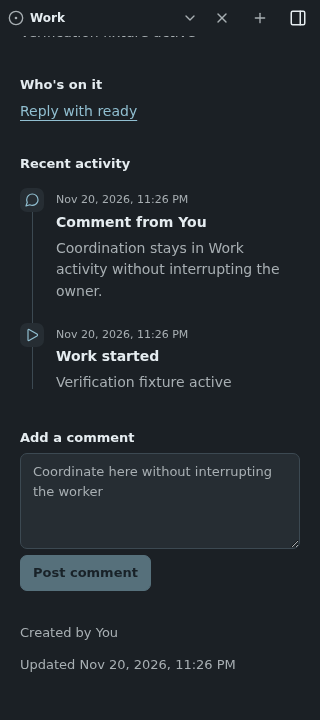 Work
Verification fixture active
Who's on it
Reply with ready
Recent activity
Nov 20, 2026, 11:26 PM
Comment from You
Coordination stays in Work
activity without interrupting the
owner.
Nov 20, 2026, 11:26 PM
Work started
Verification fixture active
Add a comment
Coordinate here without interrupting
the worker
Post comment
Created by You
Updated Nov 20, 2026, 11:26 PM